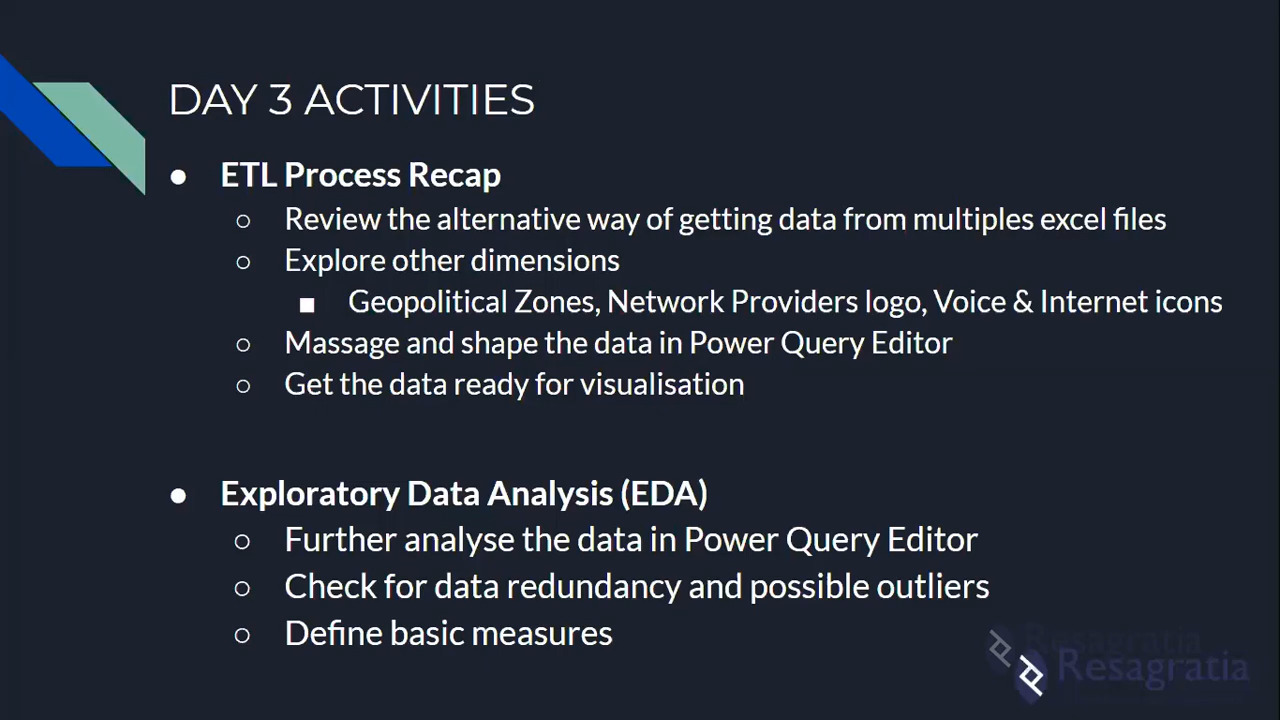 DAY 3 ACTIVITIES
● ETL Process Recap
○ Review the alternative way of getting data from multiples excel files
○ Explore other dimensions
■ Geopolitical Zones, Network Providers logo, Voice & Internet icons
○ Massage and shape the data in Power Query Editor
○ Get the data ready for visualisation
● Exploratory Data Analysis (EDA)
○ Further analyse the data in Power Query Editor
○ Check for data redundancy and possible outliers
○ Define basic measures
Resagratia
Resagratia